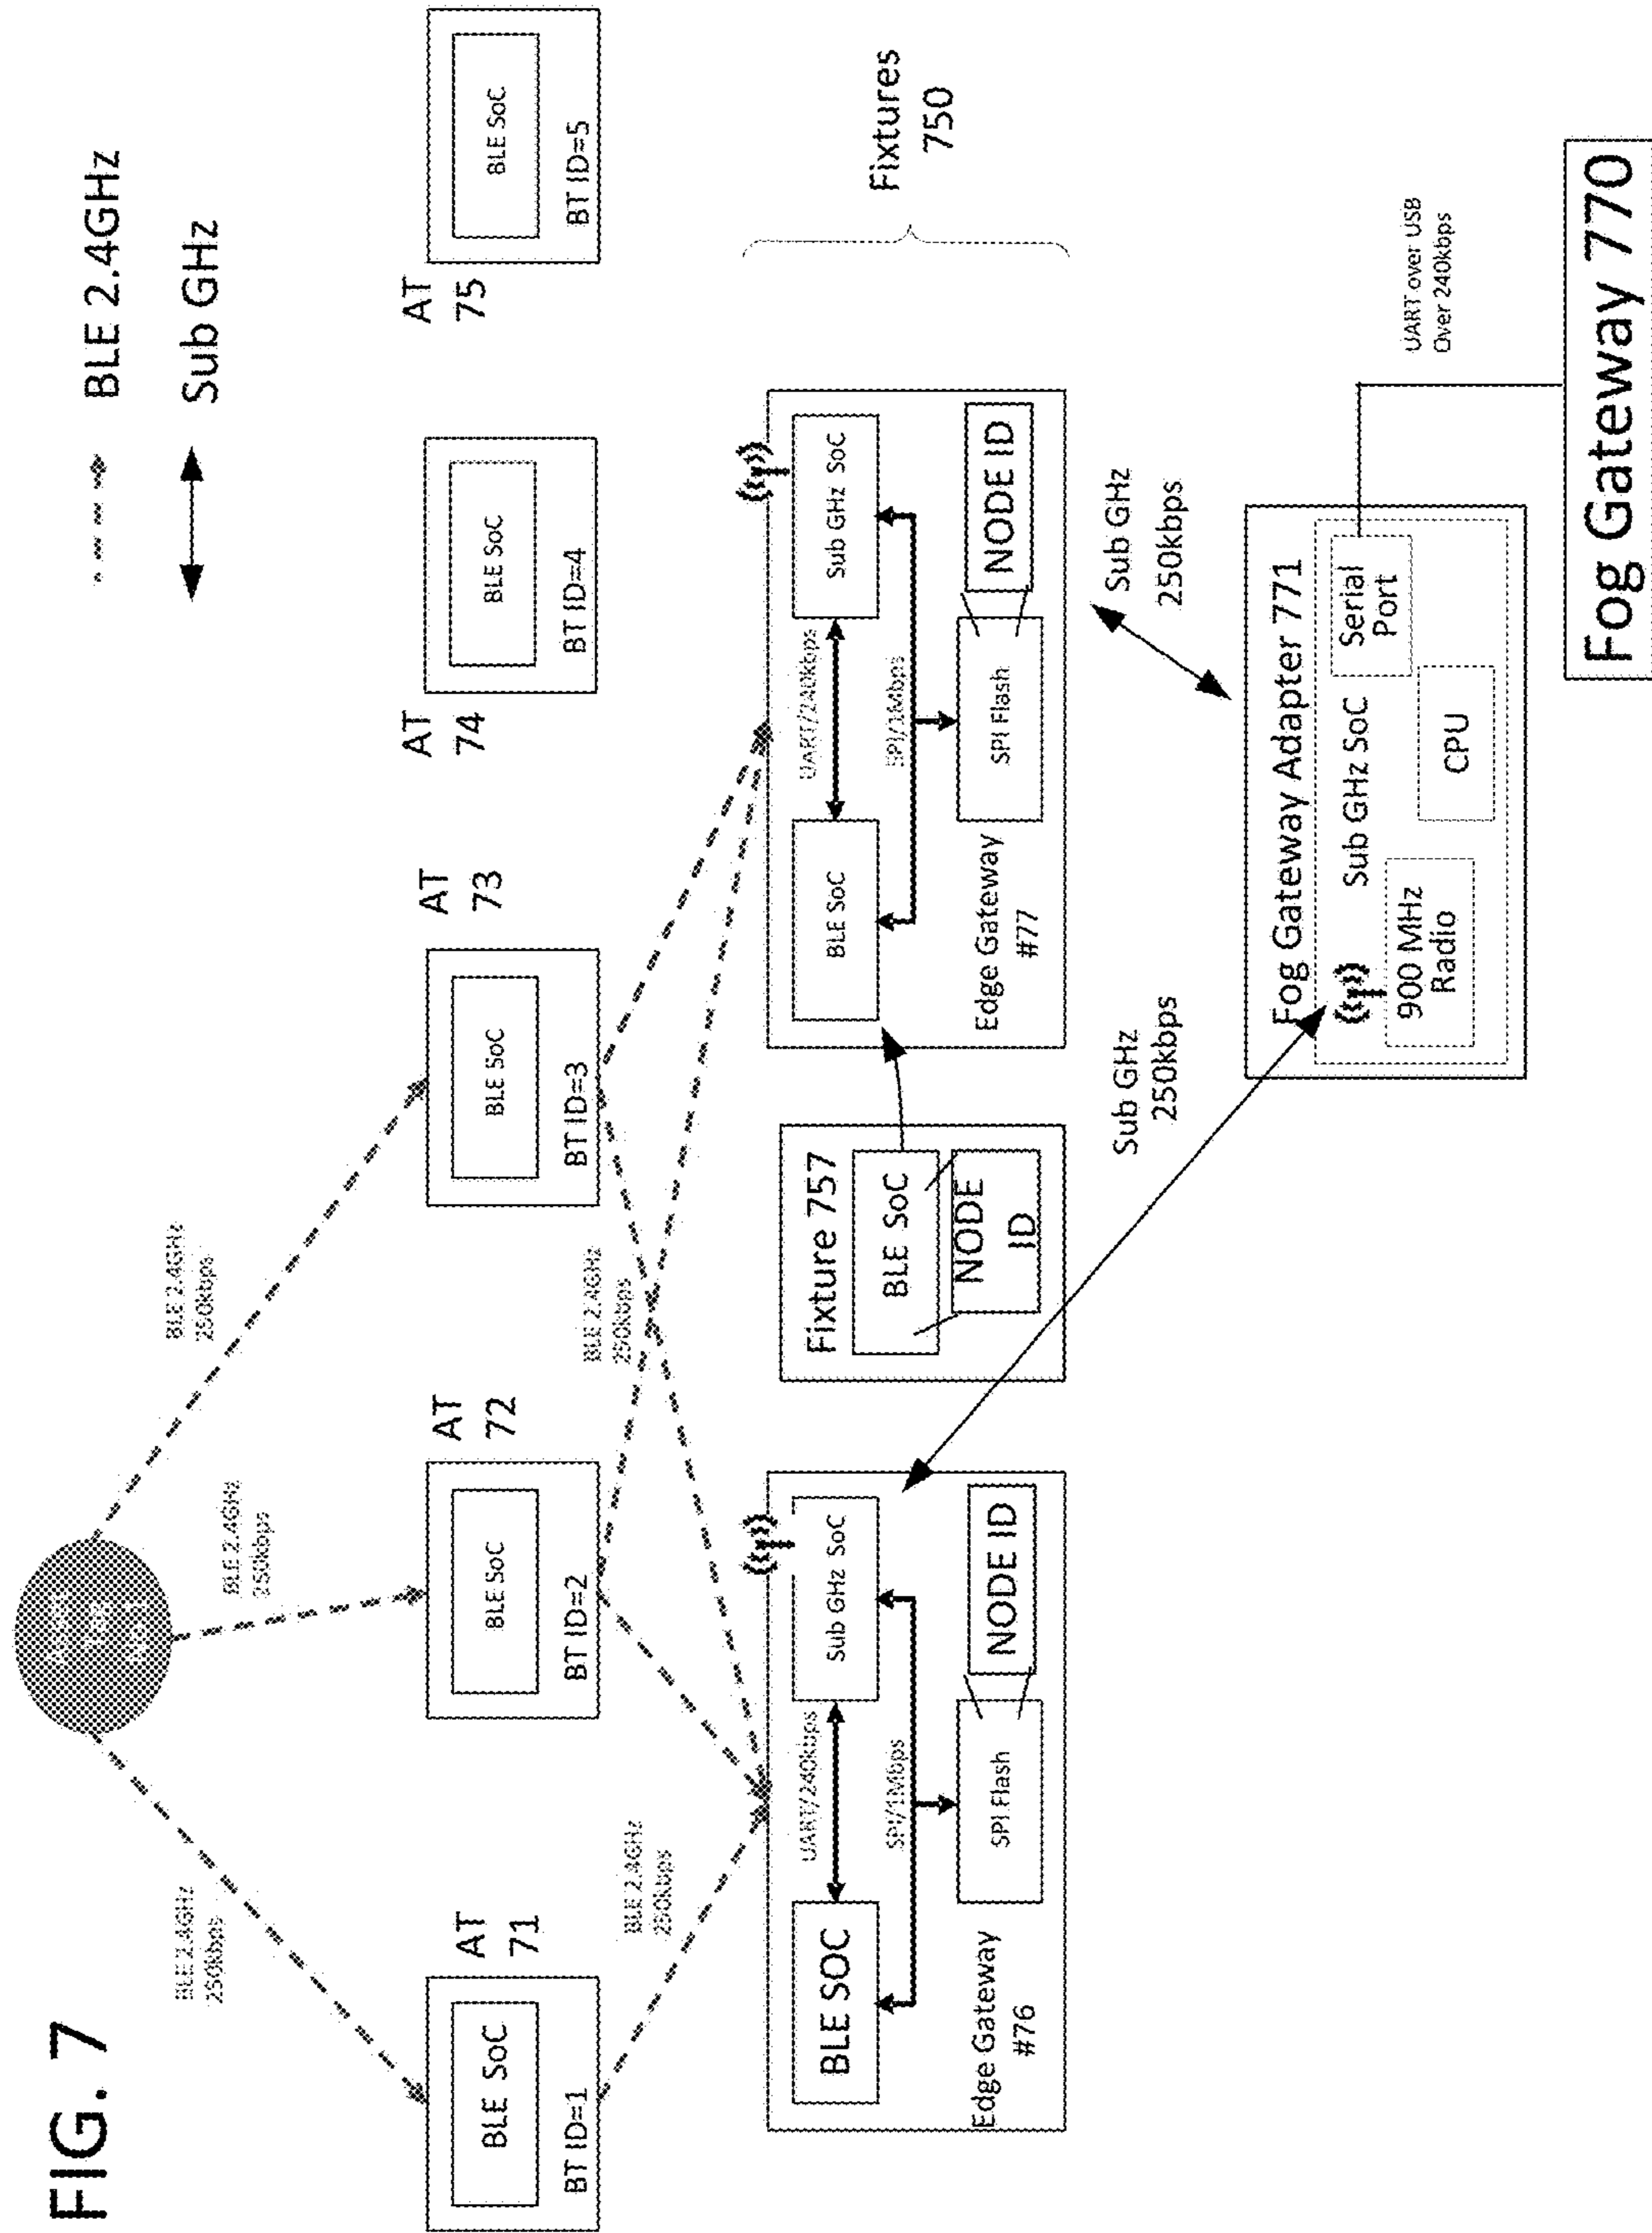 FIG. 7
BLE 2.4GHz
Sub GHz
BLE 2.4GHz
250kbps
BLE 2.4GHz
250kbps
BLE 2.4GHz
250kbps
AT
71
BLE SoC
BT ID=1
AT
72
BLE SoC
BT ID=2
AT
73
BLE SoC
BT ID=3
AT
74
BLE SoC
BT ID=4
AT
75
BLE SoC
BT ID=5
BLE 2.4GHz
250kbps
BLE 2.4GHz
250kbps
BLE SOC
UART/240kbps
Sub GHz SoC
SPI/1Mbps
Edge Gateway
#76
SPI Flash
NODE ID
Fixture 757
BLE SoC
NODE
ID
BLE SoC
UART/240kbps
Sub GHz SoC
SPI/1Mbps
Edge Gateway
#77
SPI Flash
NODE ID
Fixtures
750
Sub GHz
250kbps
Sub GHz
250kbps
Fog Gateway Adapter 771
Sub GHz SoC
900 MHz
Radio
Serial
Port
CPU
UART over USB
Over 240kbps
Fog Gateway 770